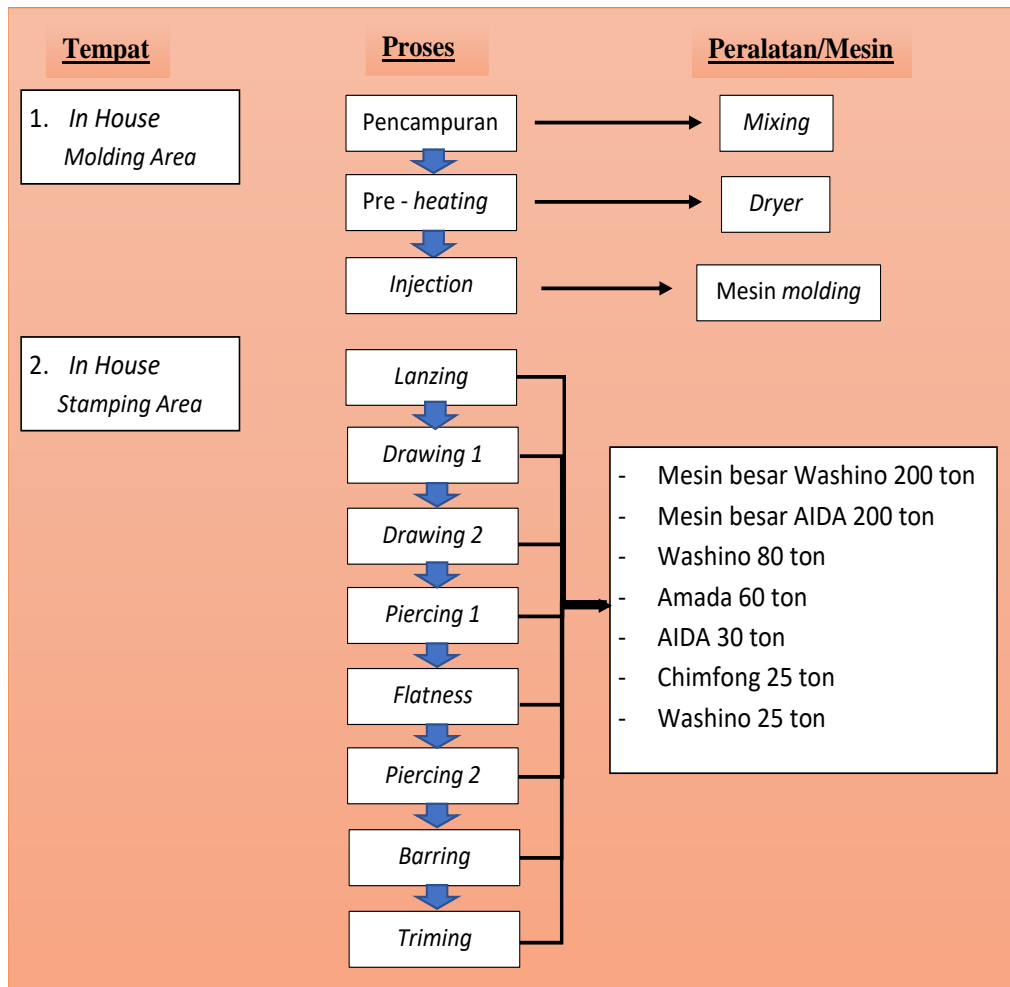 Tempat
Proses
Peralatan/Mesin
1. In House
Molding Area
Pencampuran
Mixing
Pre - heating
Dryer
Injection
Mesin molding
2. In House
Stamping Area
Lanzing
Drawing 1
Drawing 2
Piercing 1
Flatness
Piercing 2
Barring
Triming
- Mesin besar Washino 200 ton
- Mesin besar AIDA 200 ton
- Washino 80 ton
- Amada 60 ton
- AIDA 30 ton
- Chimfong 25 ton
- Washino 25 ton